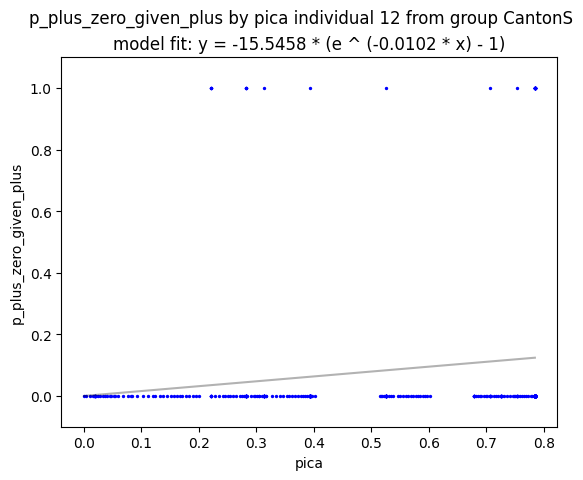 p_plus_zero_given_plus by pica individual 12 from group CantonS
model fit: y = -15.5458 * (e ^ (-0.0102 * x) - 1)
1.0
0.8
0.6
0.4
0.2
0.0
p_plus_zero_given_plus
0.0 0.1 0.2 0.3 0.4 0.5 0.6 0.7 0.8
pica